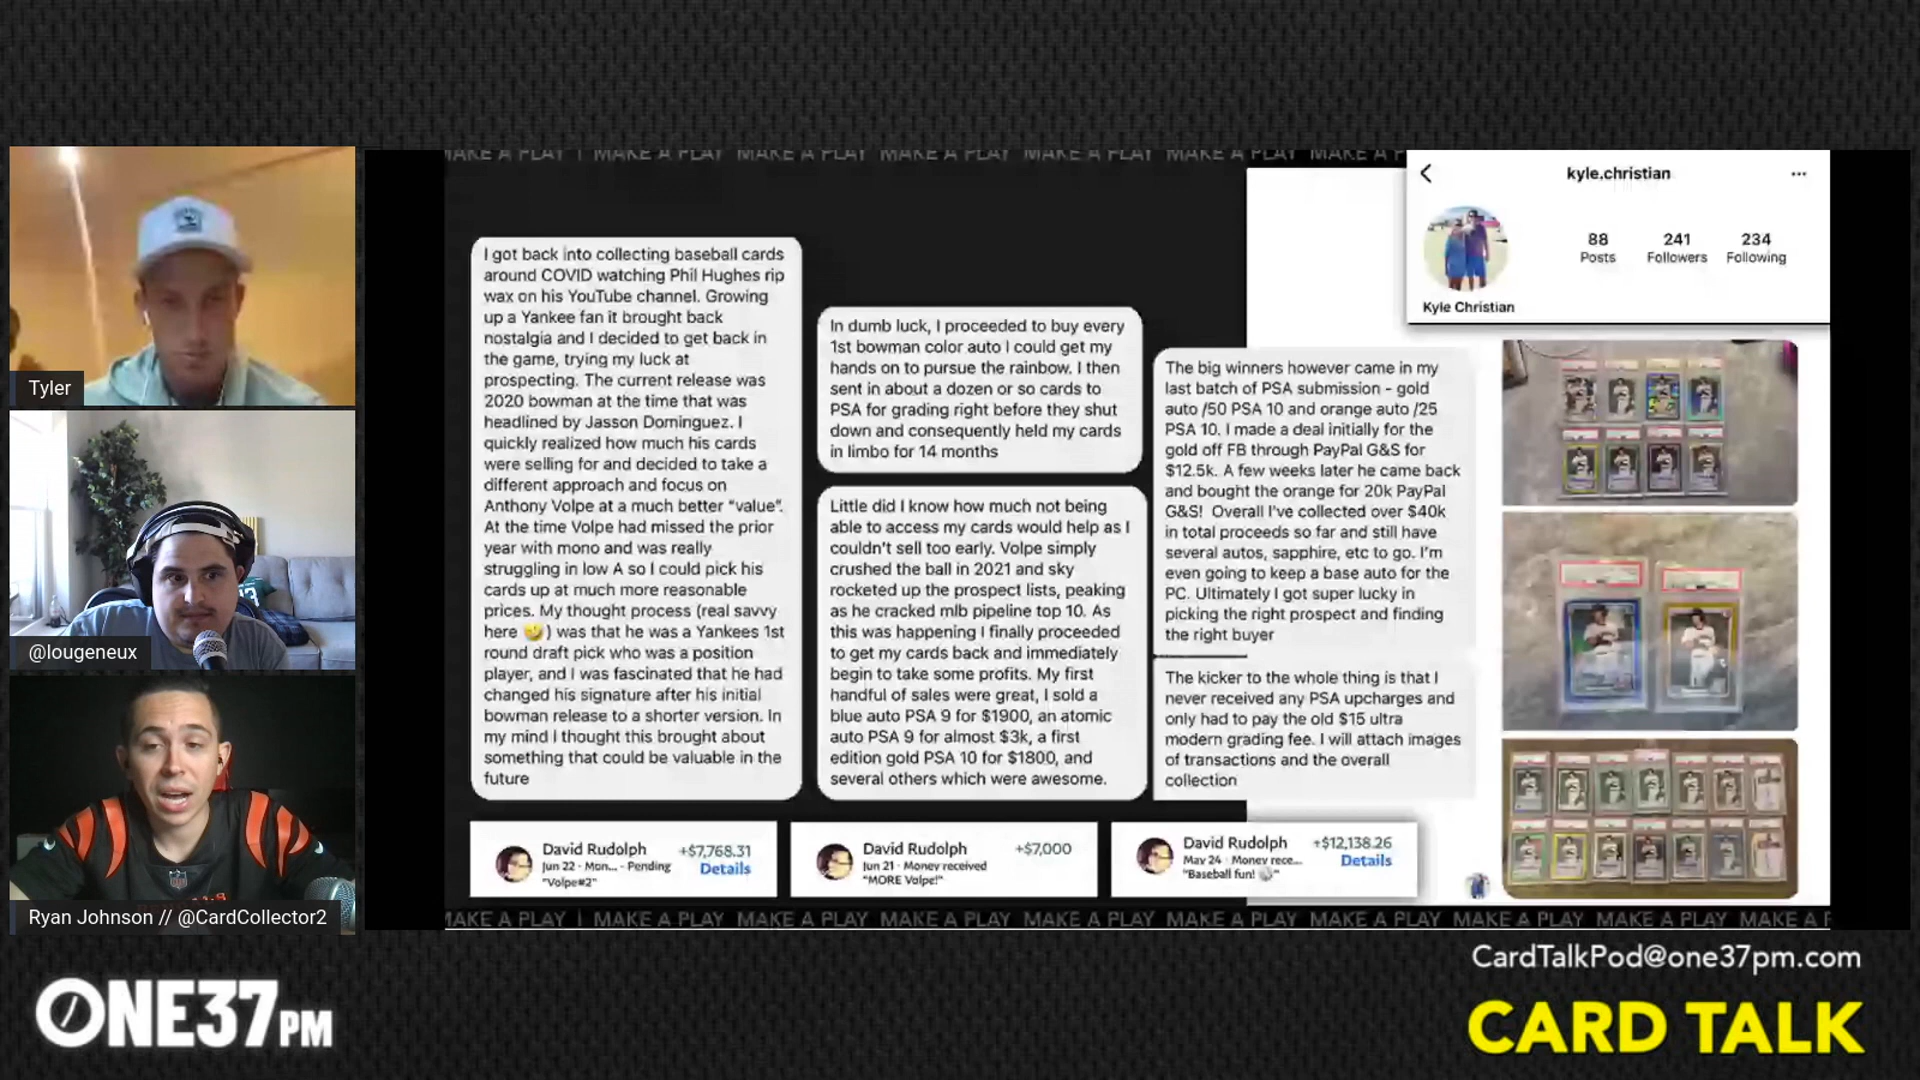 MAKE A PLAY | MAKE A PLAY MAKE A PLAY MAKE A PLAY MAKE A PLAY MAKE A PLAY MAKE A P
kyle.christian
88
Posts
241
Followers
234
Following
Kyle Christian
Tyler
@lougeneux
Ryan Johnson // @CardCollector2
I got back into collecting baseball cards
around COVID watching Phil Hughes rip
wax on his YouTube channel. Growing
up a Yankee fan it brought back
nostalgia and I decided to get back in
the game, trying my luck at
prospecting. The current release was
2020 bowman at the time that was
headlined by Jasson Dominguez. I
quickly realized how much his cards
were selling for and decided to take a
different approach and focus on
Anthony Volpe at a much better “value”.
At the time Volpe had missed the prior
year with mono and was really
struggling in low A so I could pick his
cards up at much more reasonable
prices. My thought process (real savvy
here 🤣) was that he was a Yankees 1st
round draft pick who was a position
player, and I was fascinated that he had
changed his signature after his initial
bowman release to a shorter version. In
my mind I thought this brought about
something that could be valuable in the
future
In dumb luck, I proceeded to buy every
1st bowman color auto I could get my
hands on to pursue the rainbow. I then
sent in about a dozen or so cards to
PSA for grading right before they shut
down and consequently held my cards
in limbo for 14 months
Little did I know how much not being
able to access my cards would help as I
couldn’t sell too early. Volpe simply
crushed the ball in 2021 and sky
rocketed up the prospect lists, peaking
as he cracked mlb pipeline top 10. As
this was happening I finally proceeded
to get my cards back and immediately
begin to take some profits. My first
handful of sales were great, I sold a
blue auto PSA 9 for $1900, an atomic
auto PSA 9 for almost $3k, a first
edition gold PSA 10 for $1800, and
several others which were awesome.
The big winners however came in my
last batch of PSA submission - gold
auto /50 PSA 10 and orange auto /25
PSA 10. I made a deal initially for the
gold off FB through PayPal G&S for
$12.5k. A few weeks later he came back
and bought the orange for 20k PayPal
G&S! Overall I’ve collected over $40k
in total proceeds so far and still have
several autos, sapphire, etc to go. I’m
even going to keep a base auto for the
PC. Ultimately I got super lucky in
picking the right prospect and finding
the right buyer
The kicker to the whole thing is that I
never received any PSA upcharges and
only had to pay the old $15 ultra
modern grading fee. I will attach images
of transactions and the overall
collection
David Rudolph +$7,768.31
Jun 22 · Mon... - Pending Details
"Volpe#2"
David Rudolph +$7,000
Jun 21 · Money received
"MORE Volpe!"
David Rudolph +$12,138.26
May 24 · Money rece... Details
"Baseball fun! ⚾"
MAKE A PLAY | MAKE A PLAY MAKE A PLAY MAKE A PLAY MAKE A PLAY MAKE A PLAY MAKE A PLAY MAKE A PLAY MAKE A PLAY MAKE A P
ONE37PM
CardTalkPod@one37pm.com
CARD TALK